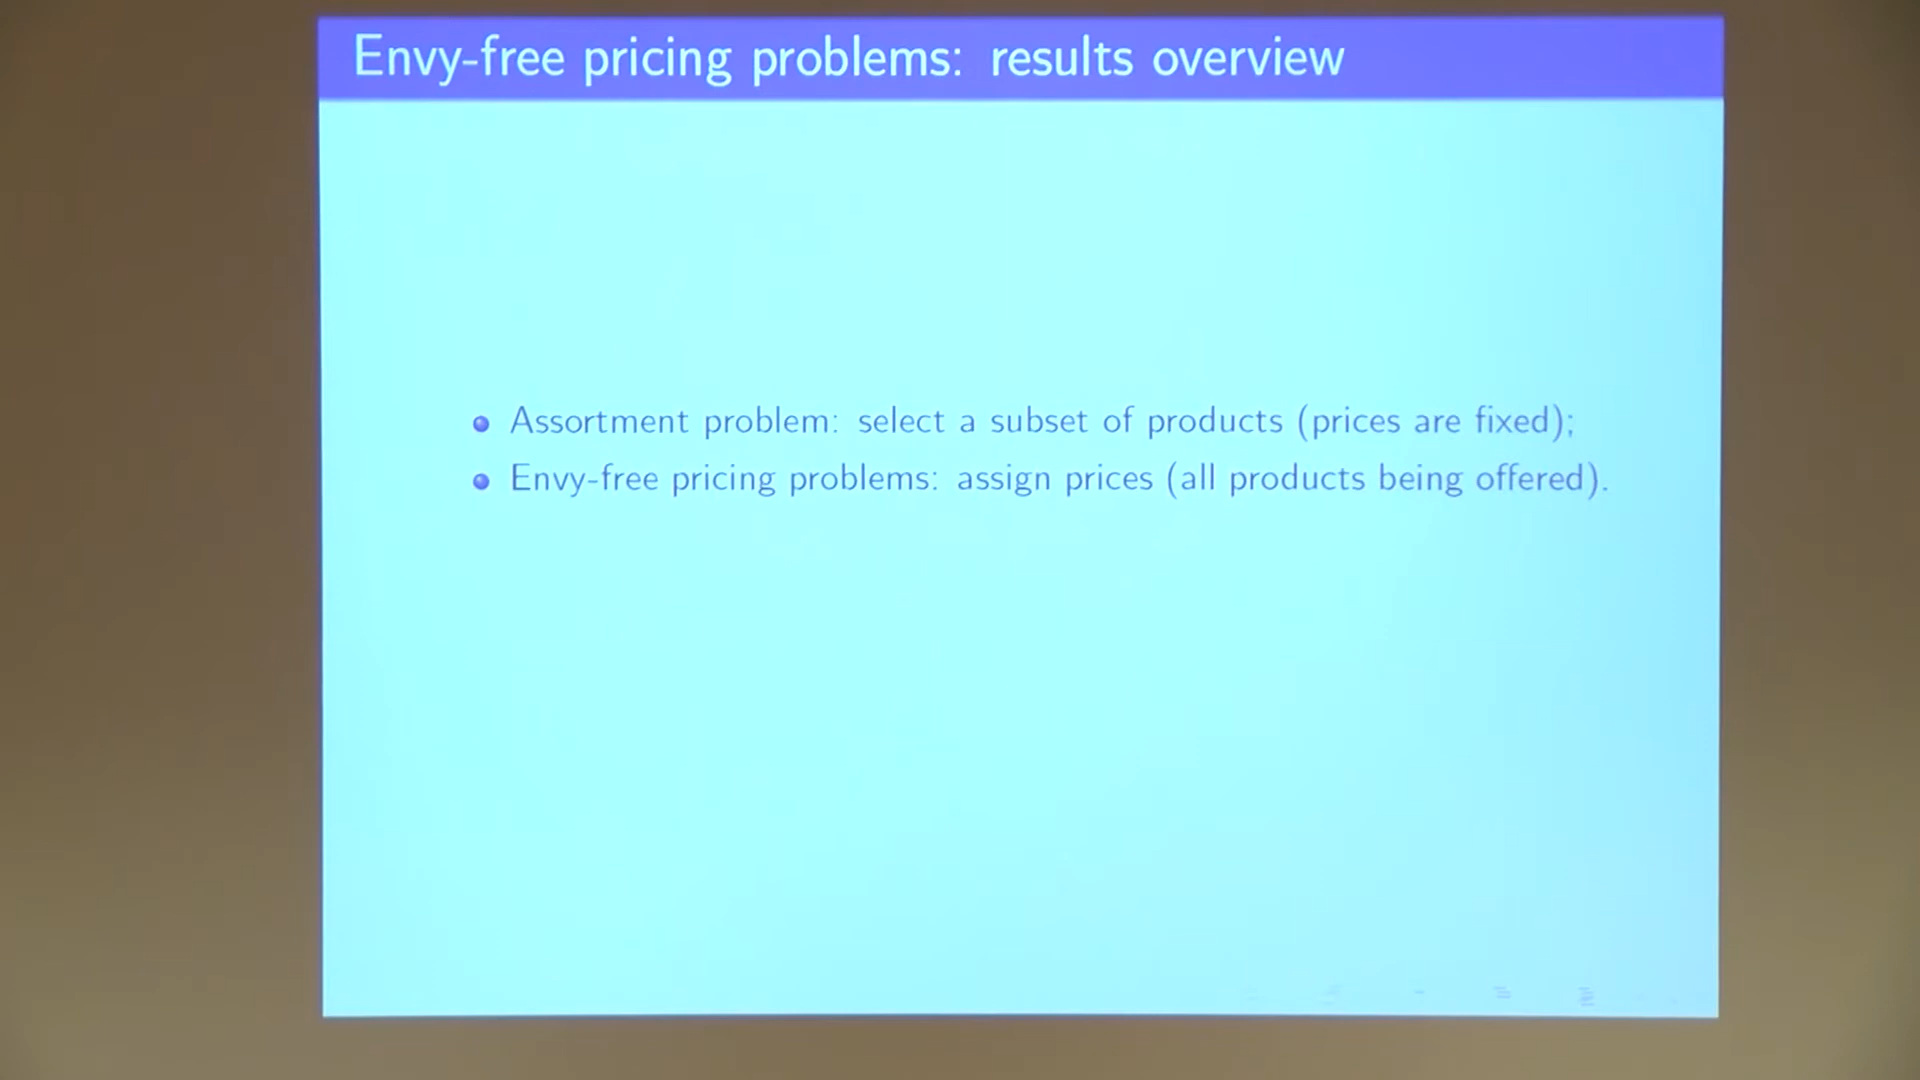 Envy-free pricing problems: results overview
Assortment problem: select a subset of products (prices are fixed);
Envy-free pricing problems: assign prices (all products being offered).